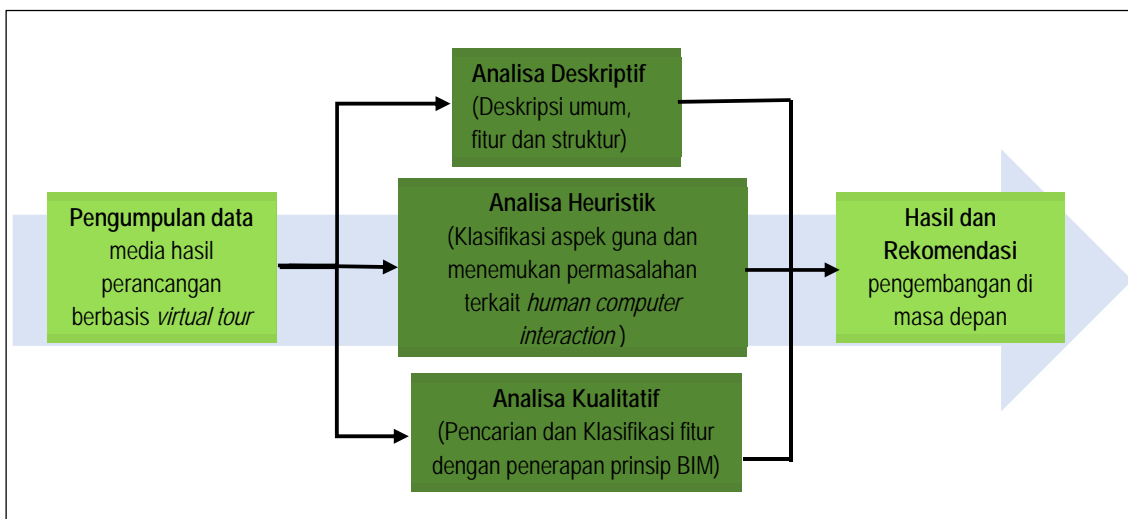 Pengumpulan data
media hasil
perancangan
berbasis virtual tour
Analisa Deskriptif
(Deskripsi umum,
fitur dan struktur)
Analisa Heuristik
(Klasifikasi aspek guna dan
menemukan permasalahan
terkait human computer
interaction )
Analisa Kualitatif
(Pencarian dan Klasifikasi fitur
dengan penerapan prinsip BIM)
Hasil dan
Rekomendasi
pengembangan di
masa depan